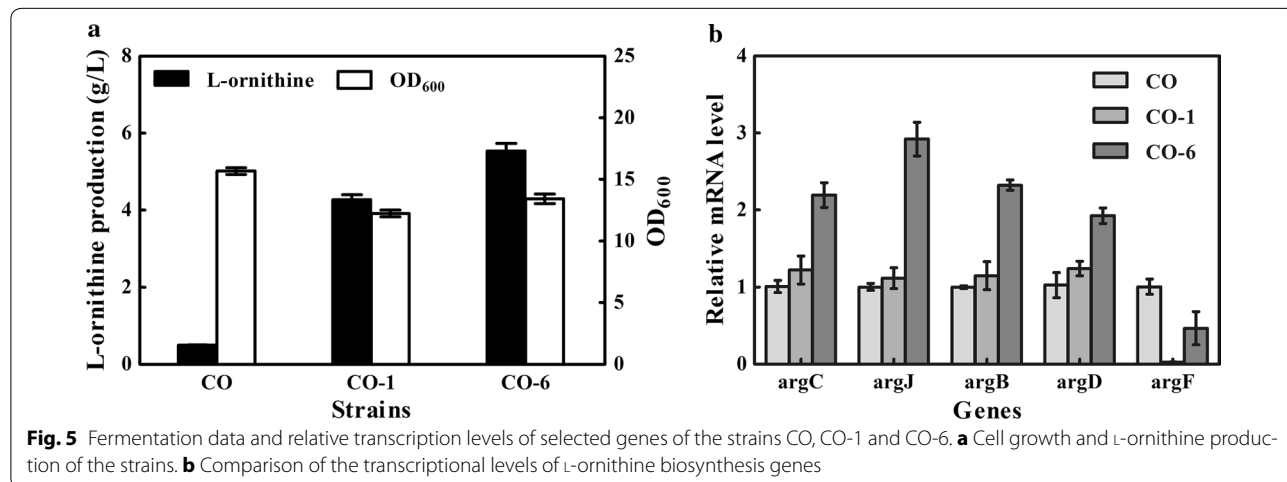 a
L-ornithine production (g/L)
8
6
4
2
0
L-ornithine
OD600
25
20
15
10
5
0
OD600
CO
CO-1
CO-6
Strains
b
Relative mRNA level
4
3
2
1
0
CO
CO-1
CO-6
argC
argJ
argB
argD
argF
Genes
Fig. 5 Fermentation data and relative transcription levels of selected genes of the strains CO, CO-1 and CO-6. a Cell growth and L-ornithine produc-
tion of the strains. b Comparison of the transcriptional levels of L-ornithine biosynthesis genes